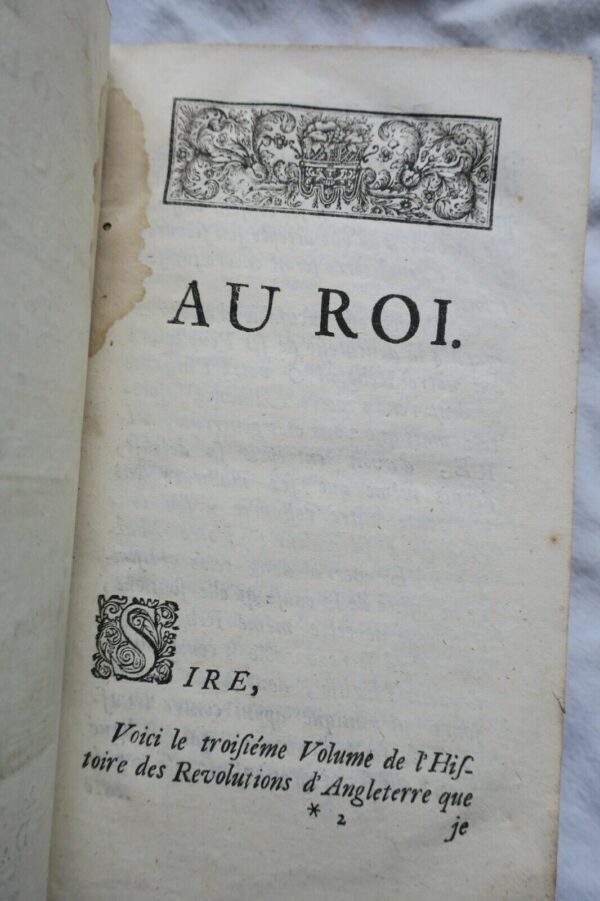 AU ROI.
SIRE,
Voici le troiſiéme Volume de l'Hiſ-
toire des Revolutions d'Angleterre que
* 2 je